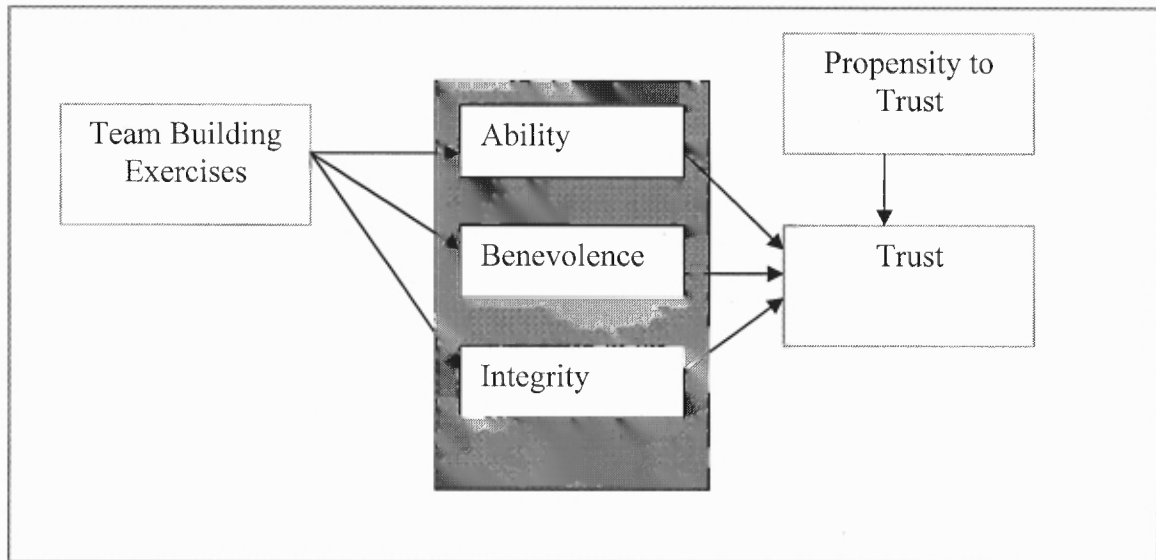 Team Building
Exercises
Ability
Benevolence
Integrity
Propensity to
Trust
Trust